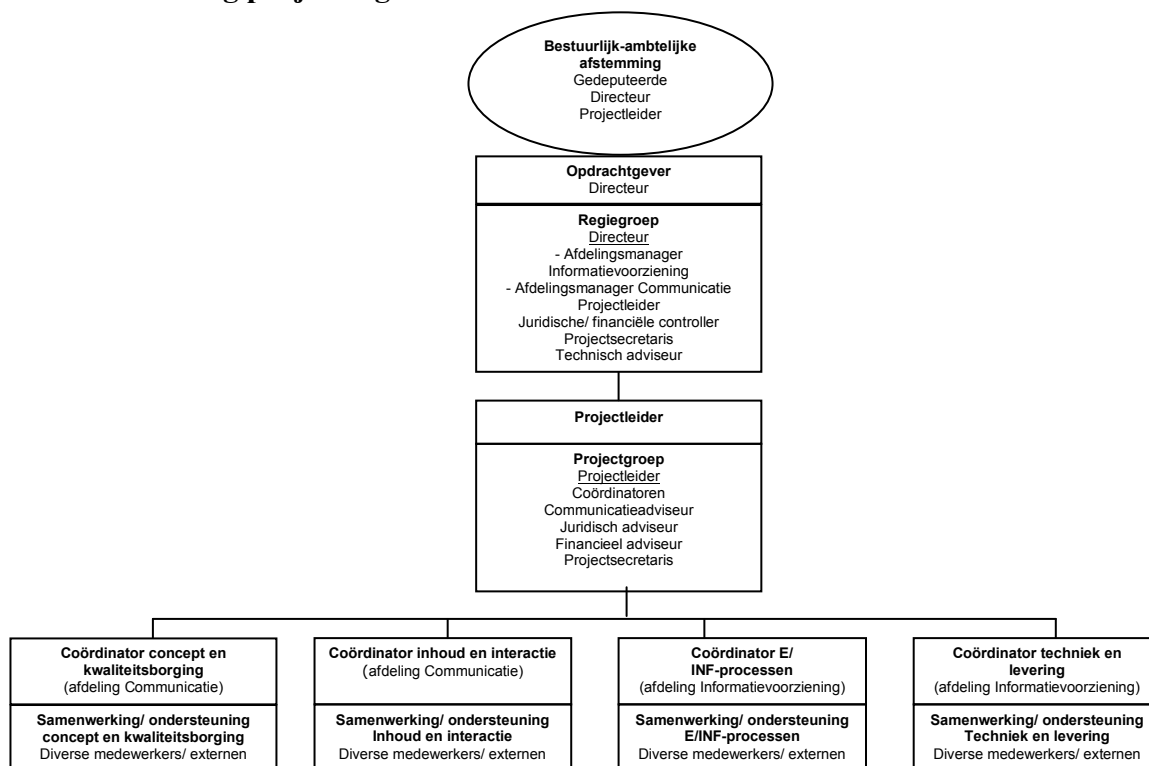 Bestuurlijk-ambtelijke
afstemming
Gedeputeerde
Directeur
Projectleider
Opdrachtgever
Directeur
Regiegroep
Directeur
- Afdelingsmanager
Informatievoorziening
- Afdelingsmanager Communicatie
Projectleider
Juridische/ financiële controller
Projectsecretaris
Technisch adviseur
Projectleider
Projectgroep
Projectleider
Coördinatoren
Communicatieadviseur
Juridisch adviseur
Financieel adviseur
Projectsecretaris
Coördinator concept en
kwaliteitsborging
(afdeling Communicatie)
Samenwerking/ ondersteuning
concept en kwaliteitsborging
Diverse medewerkers/ externen
Coördinator inhoud en interactie
(afdeling Communicatie)
Samenwerking/ ondersteuning
Inhoud en interactie
Diverse medewerkers/ externen
Coördinator E/
INF-processen
(afdeling Informatievoorziening)
Samenwerking/ ondersteuning
E/INF-processen
Diverse medewerkers/ externen
Coördinator techniek en
levering
(afdeling Informatievoorziening)
Samenwerking/ ondersteuning
Techniek en levering
Diverse medewerkers/ externen